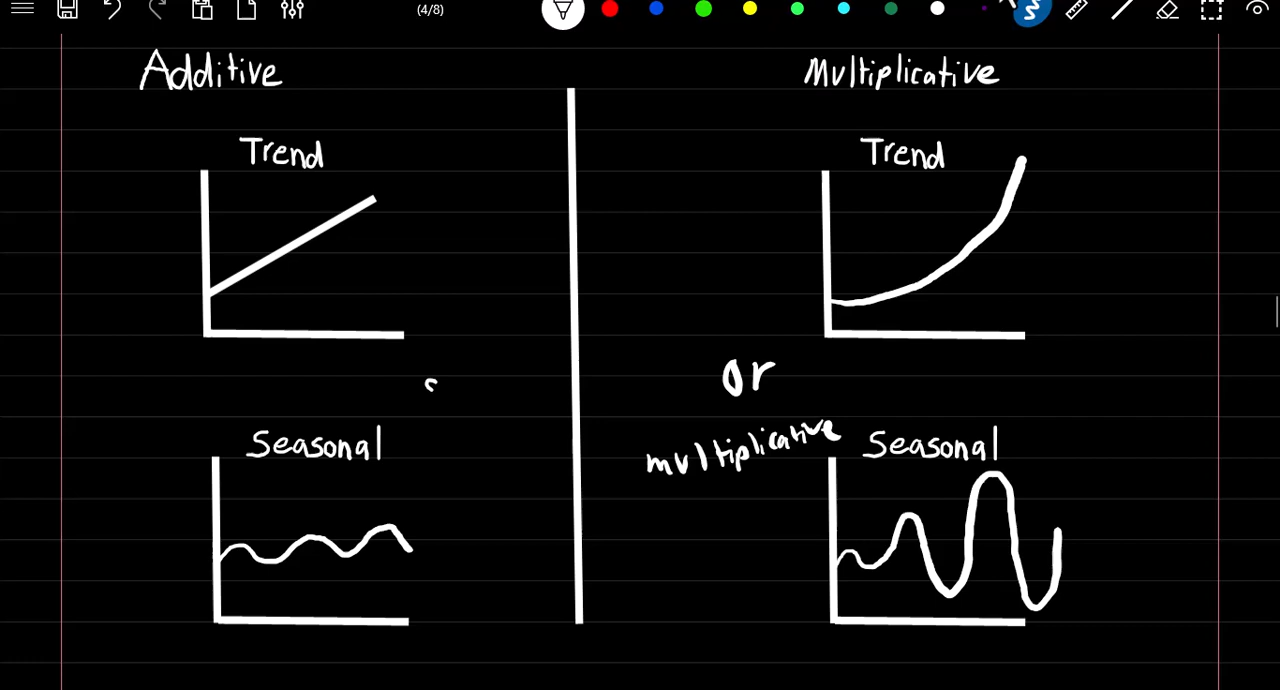 (4/8)
Additive
Multiplicative
Trend
Trend
or
multiplicative
Seasonal
Seasonal